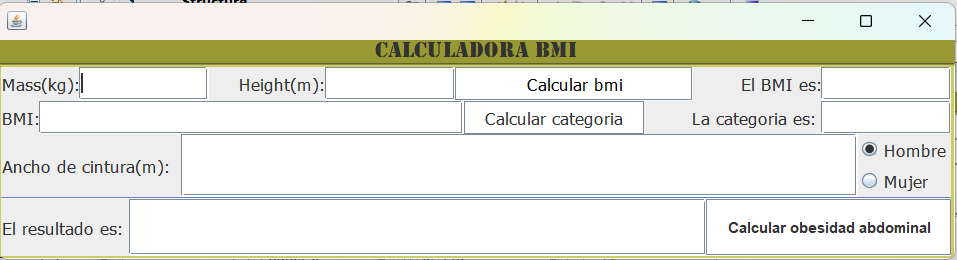 Structure
CALCULADORA BMI
Mass(kg): Height(m): Calcular bmi El BMI es:
BMI: Calcular categoria La categoria es:
Ancho de cintura(m): Hombre
Mujer
El resultado es: Calcular obesidad abdominal